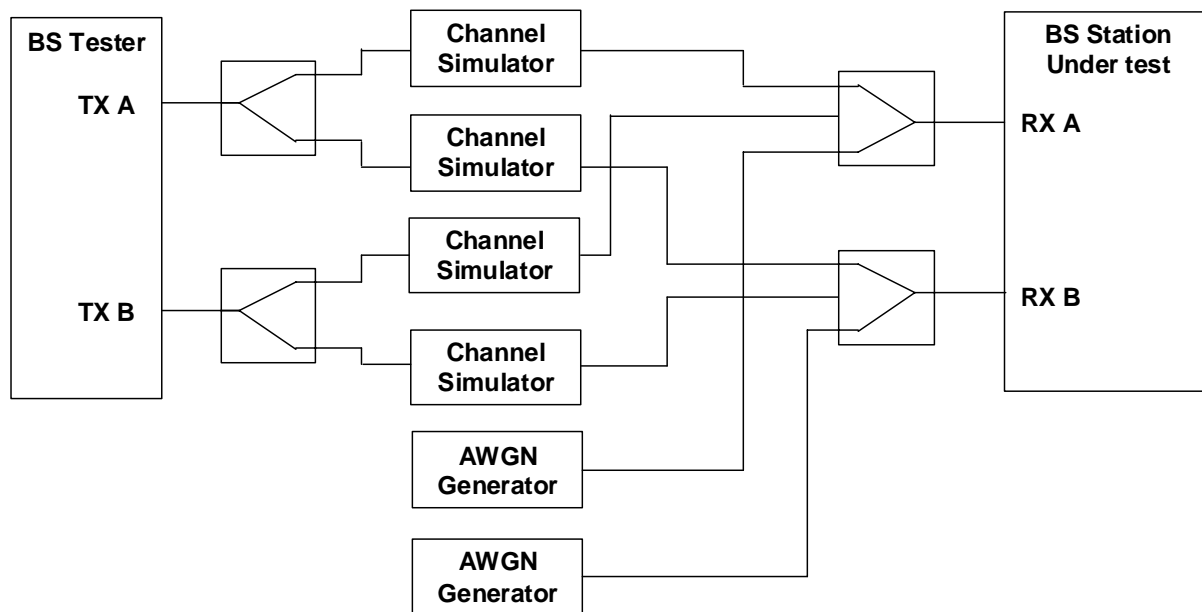 BS Tester
TX A
TX B
Channel
Simulator
Channel
Simulator
Channel
Simulator
Channel
Simulator
AWGN
Generator
AWGN
Generator
BS Station
Under test
RX A
RX B